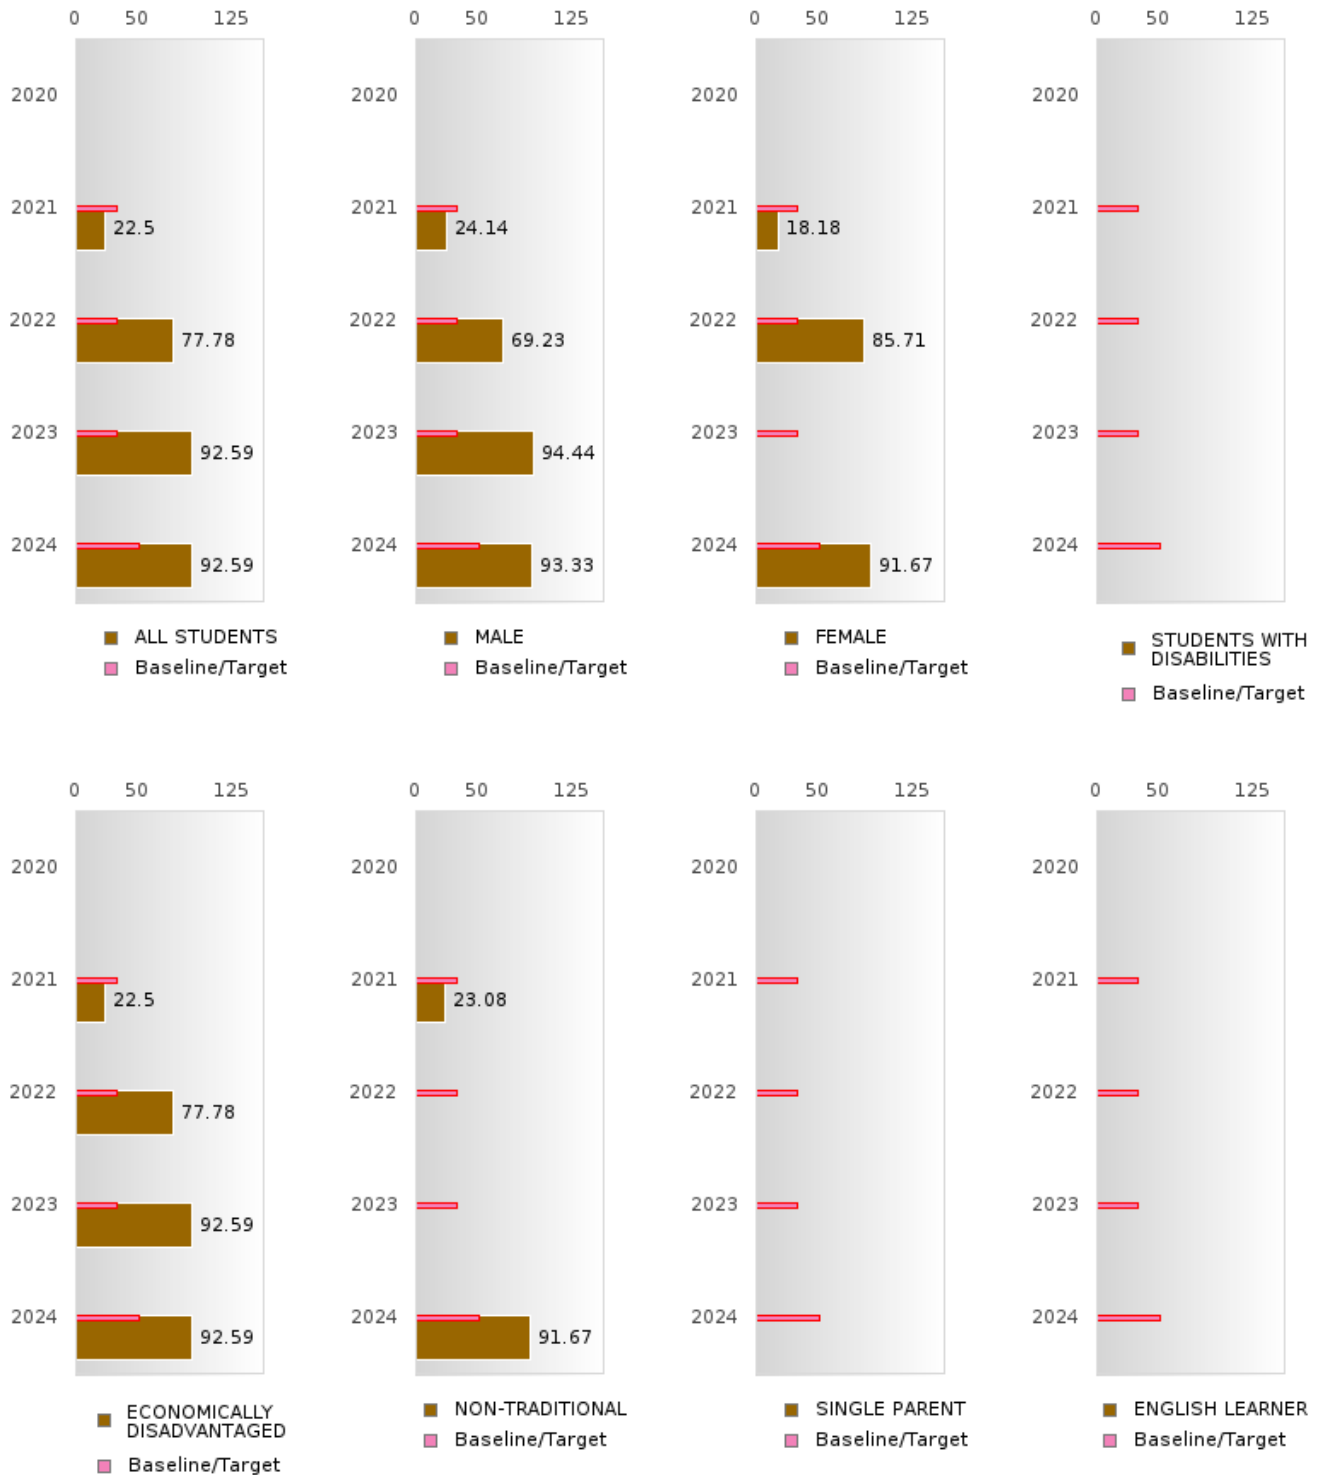 0 50 125
2020
2021
22.5
2022
77.78
2023
92.59
2024
92.59
ALL STUDENTS
Baseline/Target
0 50 125
2020
2021
24.14
2022
69.23
2023
94.44
2024
93.33
MALE
Baseline/Target
0 50 125
2020
2021
18.18
2022
85.71
2023
2024
91.67
FEMALE
Baseline/Target
0 50 125
2020
2021
2022
2023
2024
STUDENTS WITH
DISABILITIES
Baseline/Target
0 50 125
2020
2021
22.5
2022
77.78
2023
92.59
2024
92.59
ECONOMICALLY
DISADVANTAGED
Baseline/Target
0 50 125
2020
2021
23.08
2022
2023
2024
91.67
NON-TRADITIONAL
Baseline/Target
0 50 125
2020
2021
2022
2023
2024
SINGLE PARENT
Baseline/Target
0 50 125
2020
2021
2022
2023
2024
ENGLISH LEARNER
Baseline/Target